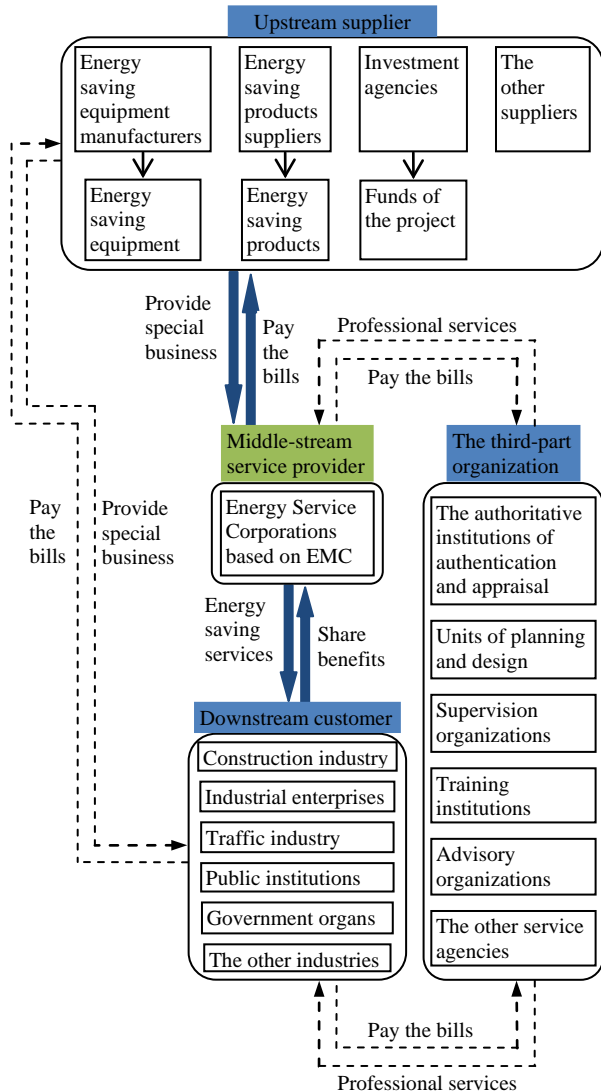 Upstream supplier
Energy
saving
equipment
manufacturers
Energy
saving
products
suppliers
Investment
agencies
The
other
suppliers
Energy
saving
equipment
Energy
saving
products
Funds of
the project
Provide
special
business
Pay
the
bills
Professional services
Pay the bills
Middle-stream
service provider
The third-part
organization
Energy Service
Corporations
based on EMC
Pay
the
bills
Provide
special
business
Energy
saving
services
Share
benefits
The authoritative
institutions of
authentication
and appraisal
Units of planning
and design
Supervision
organizations
Training
institutions
Advisory
organizations
The other service
agencies
Downstream customer
Construction industry
Industrial enterprises
Traffic industry
Public institutions
Government organs
The other industries
Pay the bills
Professional services